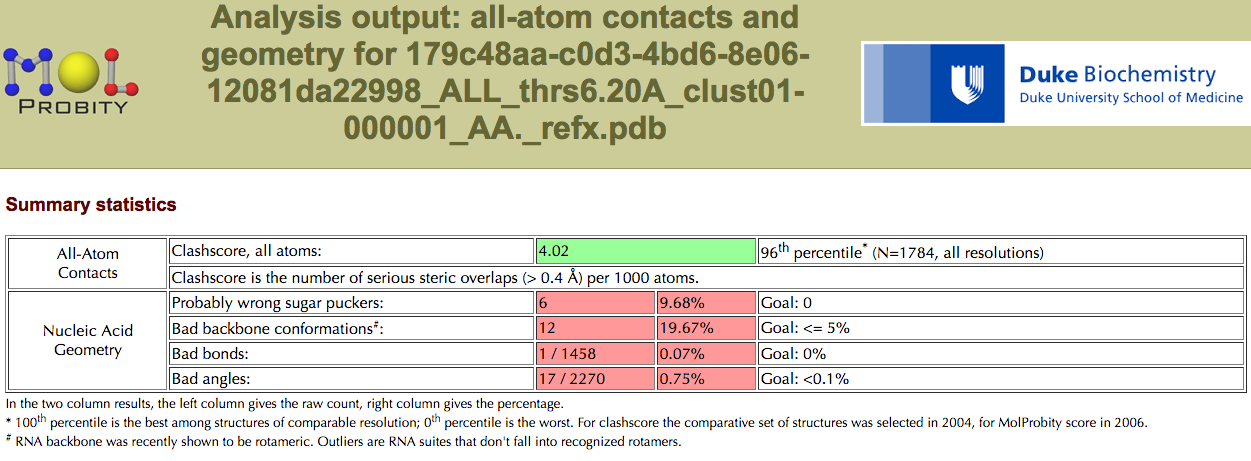 Analysis output: all-atom contacts and
geometry for 179c48aa-c0d3-4bd6-8e06-
12081da22998_ALL_thrs6.20A_clust01-
000001_AA._refx.pdb
MOL
PROBITY
Duke Biochemistry
Duke University School of Medicine
Summary statistics
All-Atom
Contacts
Clashscore, all atoms: 4.02 96th percentile* (N=1784, all resolutions)
Clashscore is the number of serious steric overlaps (> 0.4 Å) per 1000 atoms.
Nucleic Acid
Geometry
Probably wrong sugar puckers: 6 9.68% Goal: 0
Bad backbone conformations#: 12 19.67% Goal: <= 5%
Bad bonds: 1 / 1458 0.07% Goal: 0%
Bad angles: 17 / 2270 0.75% Goal: <0.1%
In the two column results, the left column gives the raw count, right column gives the percentage.
* 100th percentile is the best among structures of comparable resolution; 0th percentile is the worst. For clashscore the comparative set of structures was selected in 2004, for MolProbity score in 2006.
# RNA backbone was recently shown to be rotameric. Outliers are RNA suites that don't fall into recognized rotamers.